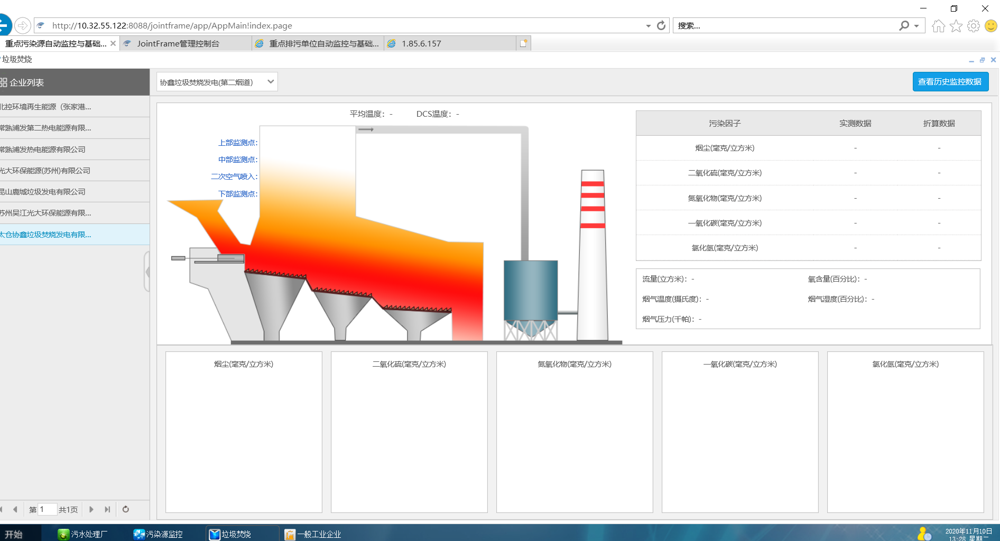 http://10.32.55.122:8088/jointframe/app/AppMain!index.page
搜索...
重点污染源自动监控与基础...
JointFrame管理控制台
重点排污单位自动监控与基础...
1.85.6.157
垃圾焚烧
企业列表
协鑫垃圾焚烧发电(第二烟道)
查看历史监控数据
北控环境再生能源（张家港...
常熟浦发第二热电能源有限...
常熟浦发热电能源有限公司
光大环保能源(苏州)有限公司
昆山鹿城垃圾发电有限公司
苏州吴江光大环保能源有限...
太仓协鑫垃圾焚烧发电有限...
平均温度：-
DCS温度：-
上部监测点:
中部监测点:
二次空气喷入:
下部监测点:
污染因子 实测数据 折算数据
烟尘(毫克/立方米) - -
二氧化硫(毫克/立方米) - -
氮氧化物(毫克/立方米) - -
一氧化碳(毫克/立方米) - -
氯化氢(毫克/立方米) - -
流量(立方米)：-
氧含量(百分比)：-
烟气温度(摄氏度)：-
烟气湿度(百分比)：-
烟气压力(千帕)：-
烟尘(毫克/立方米)
二氧化硫(毫克/立方米)
氮氧化物(毫克/立方米)
一氧化碳(毫克/立方米)
氯化氢(毫克/立方米)
第 1 共1页
开始
污水处理厂
污染源监控
垃圾焚烧
一般工业企业
2020年11月10日
13:28 星期二